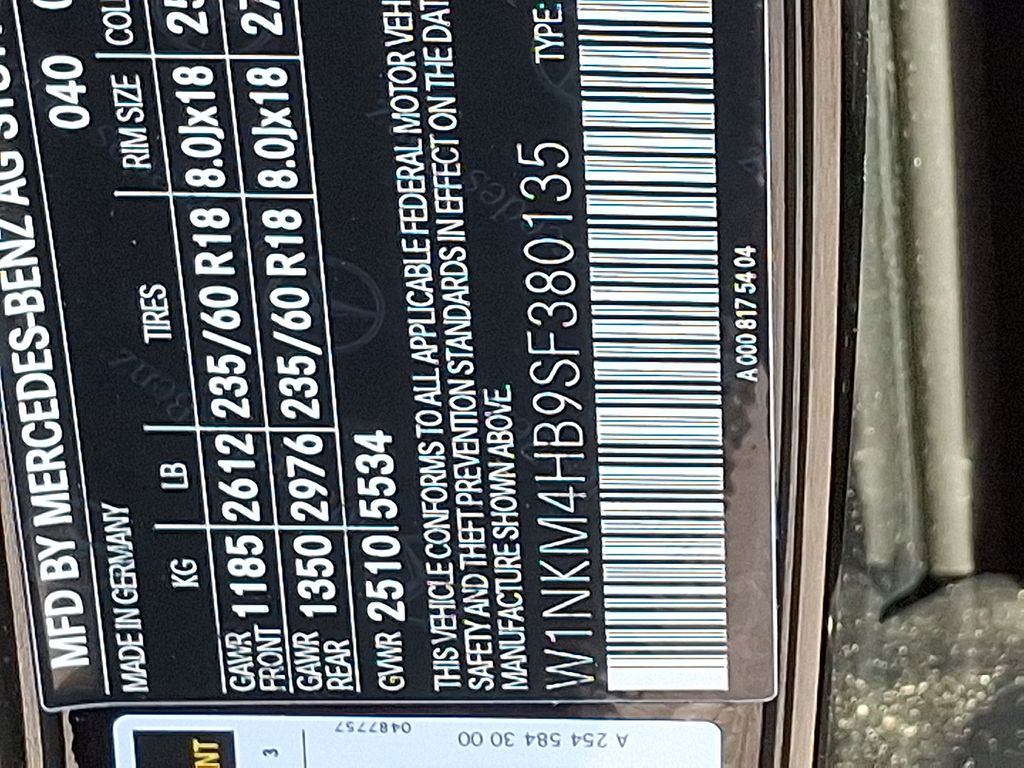 MFD BY MERCEDES-BENZ AG
040
MADE IN GERMANY
KG LB TIRES RIM SIZE
GAWR FRONT 1185 2612 235/60 R18 8.0Jx18
GAWR REAR 1350 2976 235/60 R18 8.0Jx18
GVWR 2510 5534
THIS VEHICLE CONFORMS TO ALL APPLICABLE FEDERAL MOTOR
SAFETY AND THEFT PREVENTION STANDARDS IN EFFECT ON THE
MANUFACTURE SHOWN ABOVE.
W1NKM4HB9SF380135 TYPE:
A 000 817 54 04
3
0487757
A 254 584 30 00